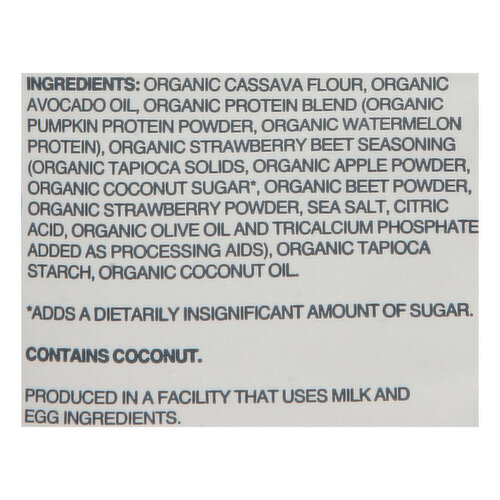 INGREDIENTS: ORGANIC CASSAVA FLOUR, ORGANIC
AVOCADO OIL, ORGANIC PROTEIN BLEND (ORGANIC
PUMPKIN PROTEIN POWDER, ORGANIC WATERMELON
PROTEIN), ORGANIC STRAWBERRY BEET SEASONING
(ORGANIC TAPIOCA SOLIDS, ORGANIC APPLE POWDER,
ORGANIC COCONUT SUGAR*, ORGANIC BEET POWDER,
ORGANIC STRAWBERRY POWDER, SEA SALT, CITRIC
ACID, ORGANIC OLIVE OIL AND TRICALCIUM PHOSPHATE
ADDED AS PROCESSING AIDS), ORGANIC TAPIOCA
STARCH, ORGANIC COCONUT OIL.
*ADDS A DIETARILY INSIGNIFICANT AMOUNT OF SUGAR.
CONTAINS COCONUT.
PRODUCED IN A FACILITY THAT USES MILK AND
EGG INGREDIENTS.